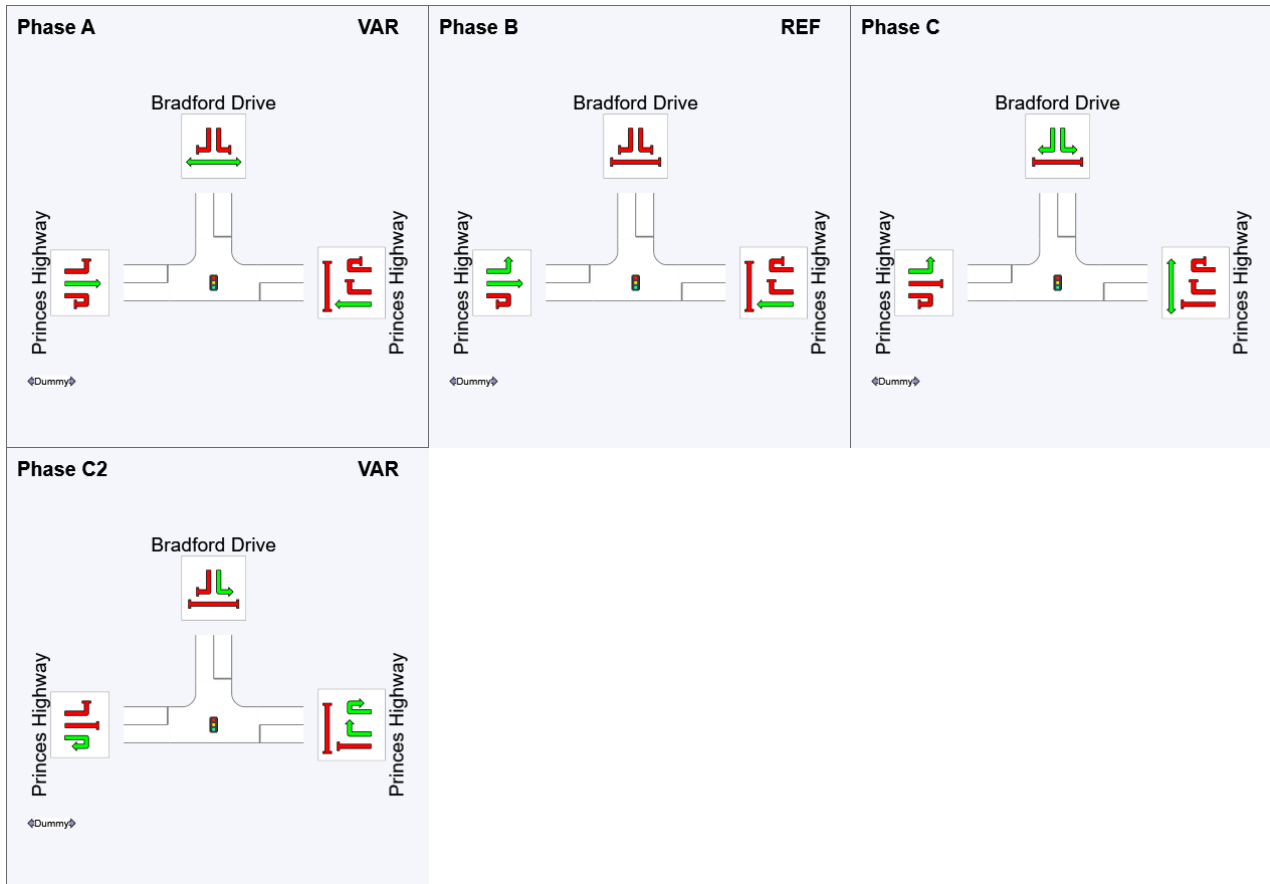 Phase A VAR
Bradford Drive
Princes Highway
Princes Highway
Dummy
Phase B REF
Bradford Drive
Princes Highway
Princes Highway
Dummy
Phase C
Bradford Drive
Princes Highway
Princes Highway
Dummy
Phase C2 VAR
Bradford Drive
Princes Highway
Princes Highway
Dummy